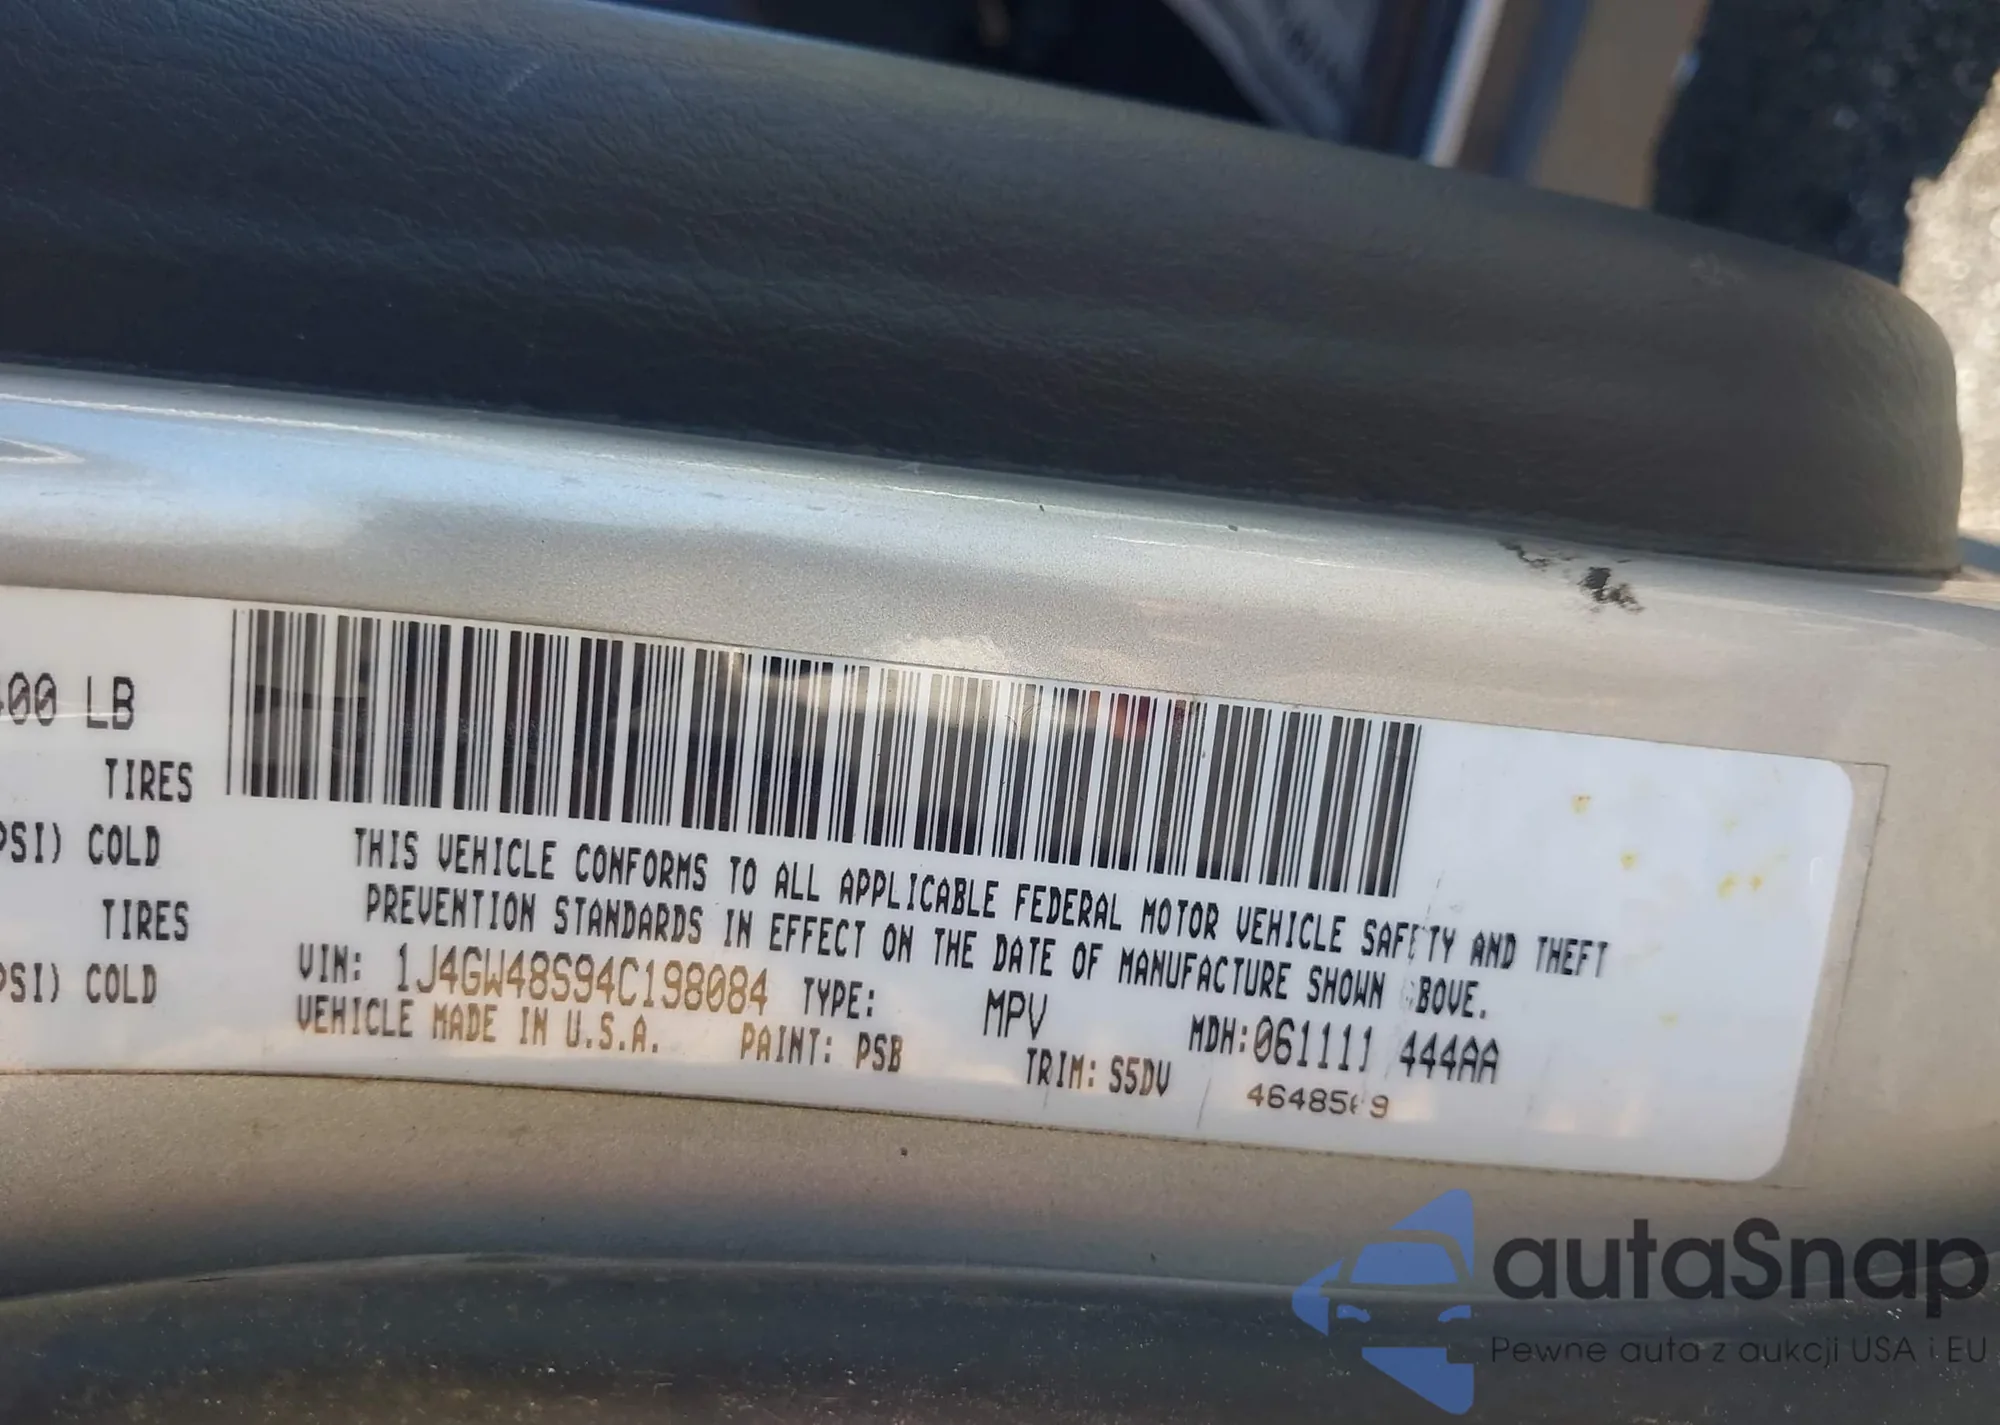 00 LB
TIRES
PSI) COLD
TIRES
PSI) COLD
THIS VEHICLE CONFORMS TO ALL APPLICABLE FEDERAL MOTOR VEHICLE SAFETY AND THEFT
PREVENTION STANDARDS IN EFFECT ON THE DATE OF MANUFACTURE SHOWN BOVE.
VIN: 1J4GW48S94C198084 TYPE: MPV MDH: 061111 444AA
VEHICLE MADE IN U.S.A. PAINT: PSB TRIM: S5DV
autaSnap
Pewne auta z aukcji USA i EU